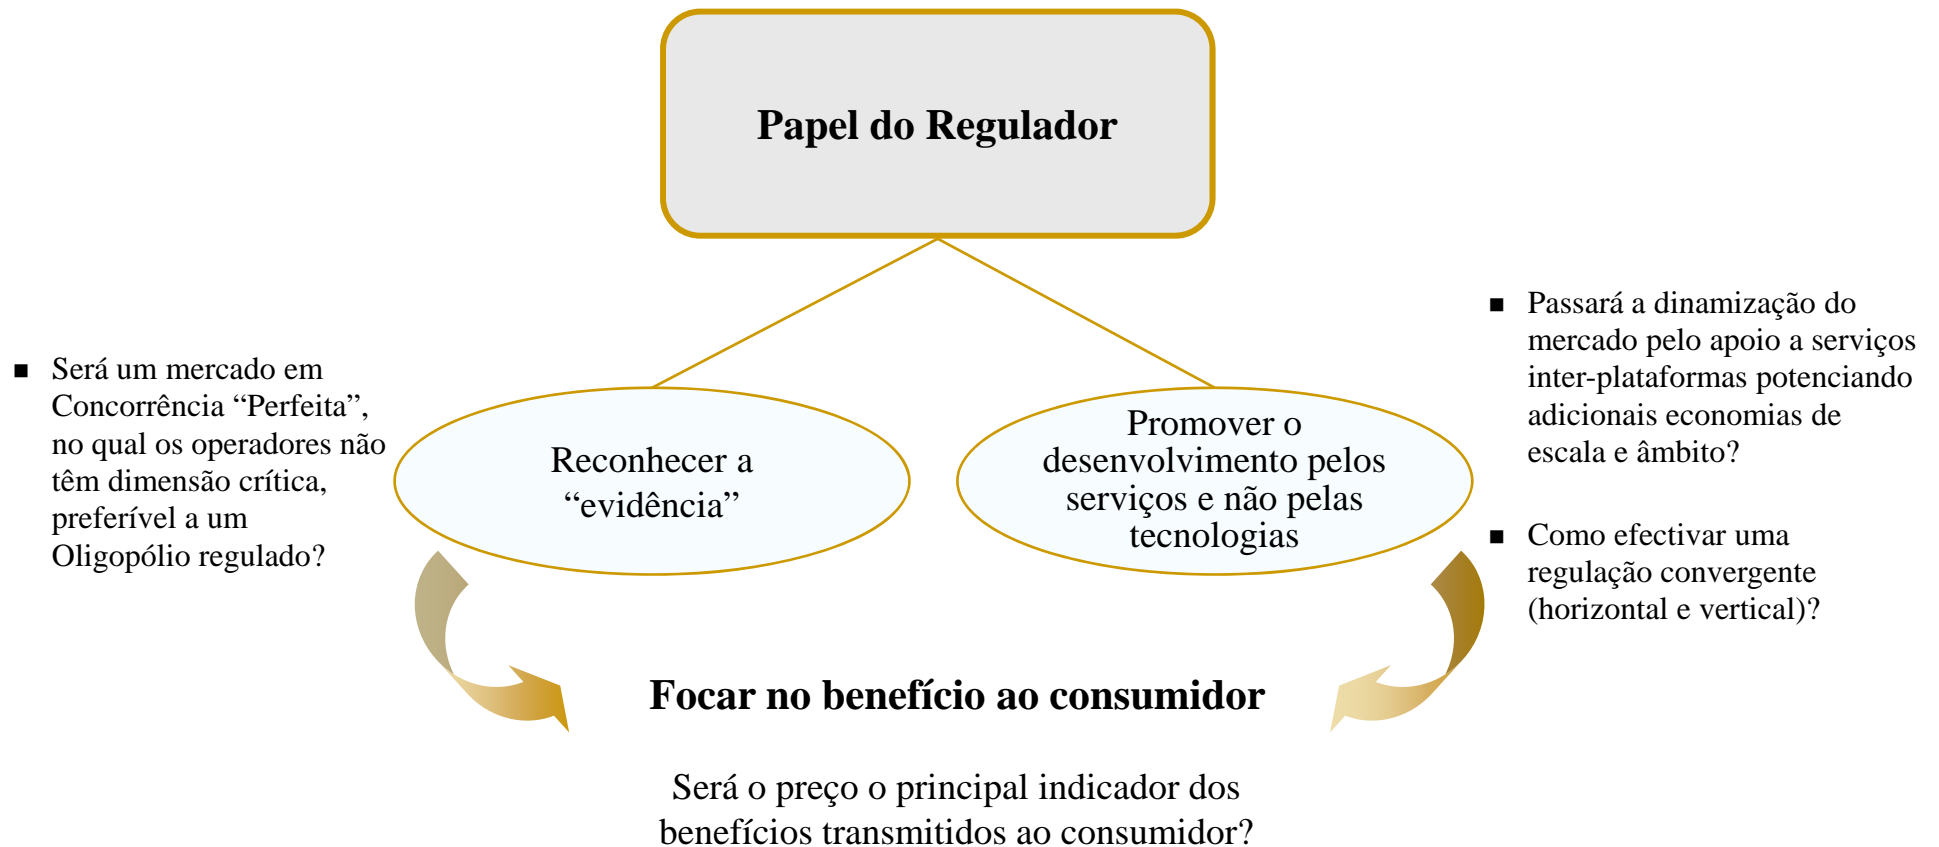 Papel do Regulador
■ Será um mercado em
Concorrência “Perfeita”,
no qual os operadores não
têm dimensão crítica,
preferível a um
Oligopólio regulado?
Reconhecer a
“evidência”
Promover o
desenvolvimento pelos
serviços e não pelas
tecnologias
■ Passará a dinamização do
mercado pelo apoio a serviços
inter-plataformas potenciando
adicionais economias de
escala e âmbito?
■ Como efectivar uma
regulação convergente
(horizontal e vertical)?
Focar no benefício ao consumidor
Será o preço o principal indicador dos
benefícios transmitidos ao consumidor?